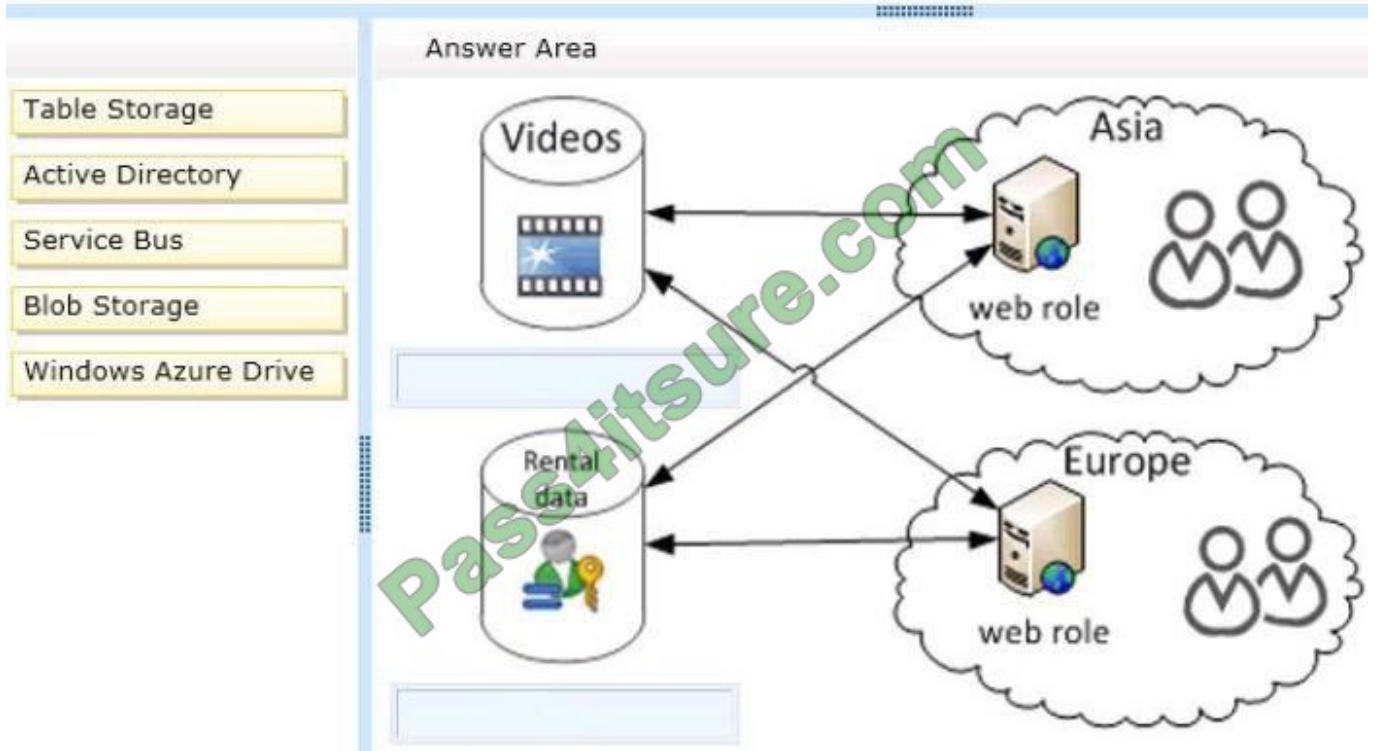 Answer Area
Table Storage
Active Directory
Service Bus
Blob Storage
Windows Azure Drive
Videos
Asia
web role
Rental
data
Europe
web role
Pass4itsure.com